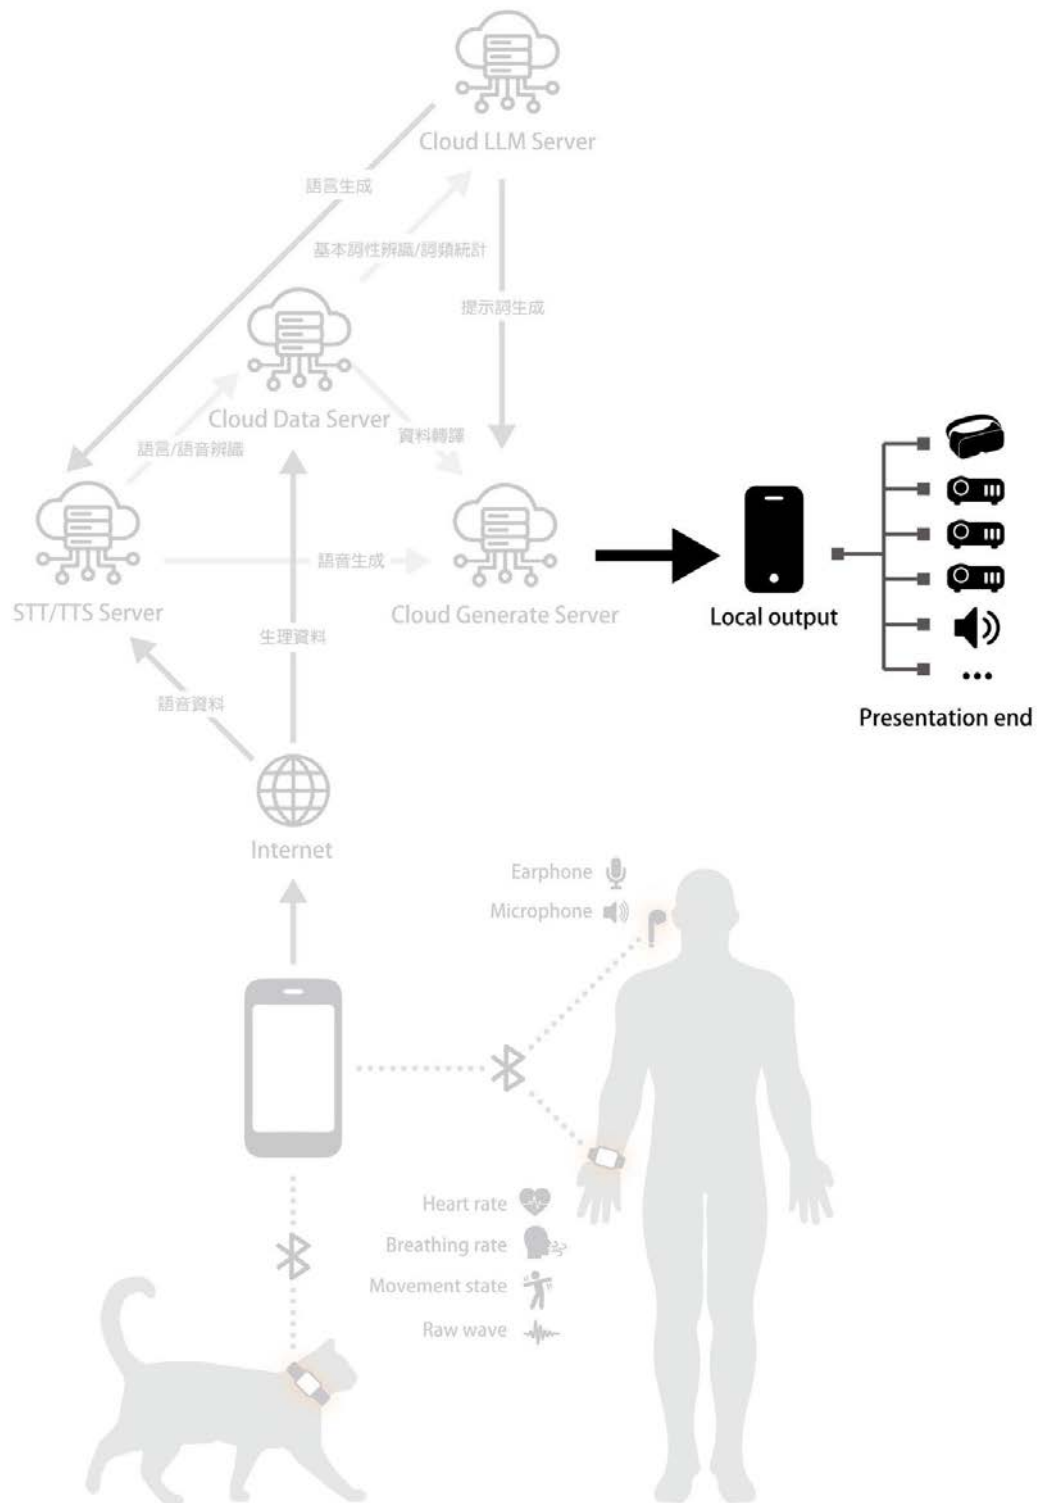 Cloud LLM Server
語言生成
基本詞性辨識/詞頻統計
提示詞生成
Cloud Data Server
資料轉譯
語言/語音辨識
語音生成
STT/TTS Server
Cloud Generate Server
Local output
生理資料
語音資料
Presentation end
Internet
Earphone
Microphone
Heart rate
Breathing rate
Movement state
Raw wave